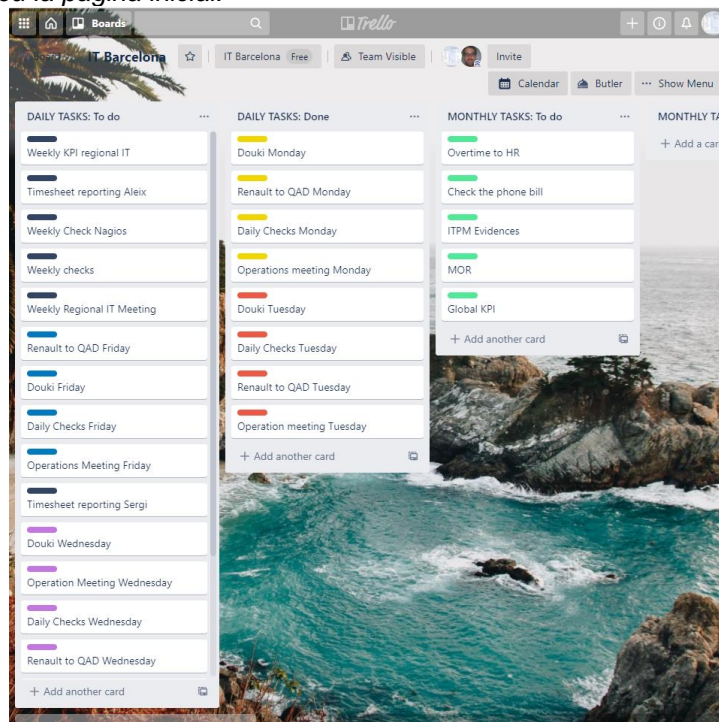 la página inicial.
Boards
Trello
IT Barcelona
IT Barcelona Free
Team Visible
Invite
Calendar
Butler
Show Menu
DAILY TASKS: To do
Weekly KPI regional IT
Timesheet reporting Aleix
Weekly Check Nagios
Weekly checks
Weekly Regional IT Meeting
Renault to QAD Friday
Douki Friday
Daily Checks Friday
Operations Meeting Friday
Timesheet reporting Sergi
Douki Wednesday
Operation Meeting Wednesday
Daily Checks Wednesday
Renault to QAD Wednesday
+ Add another card
DAILY TASKS: Done
Douki Monday
Renault to QAD Monday
Daily Checks Monday
Operations meeting Monday
Douki Tuesday
Daily Checks Tuesday
Renault to QAD Tuesday
Operation meeting Tuesday
+ Add another card
MONTHLY TASKS: To do
Overtime to HR
Check the phone bill
ITPM Evidences
MOR
Global KPI
+ Add another card
MONTHLY TA
+ Add a car